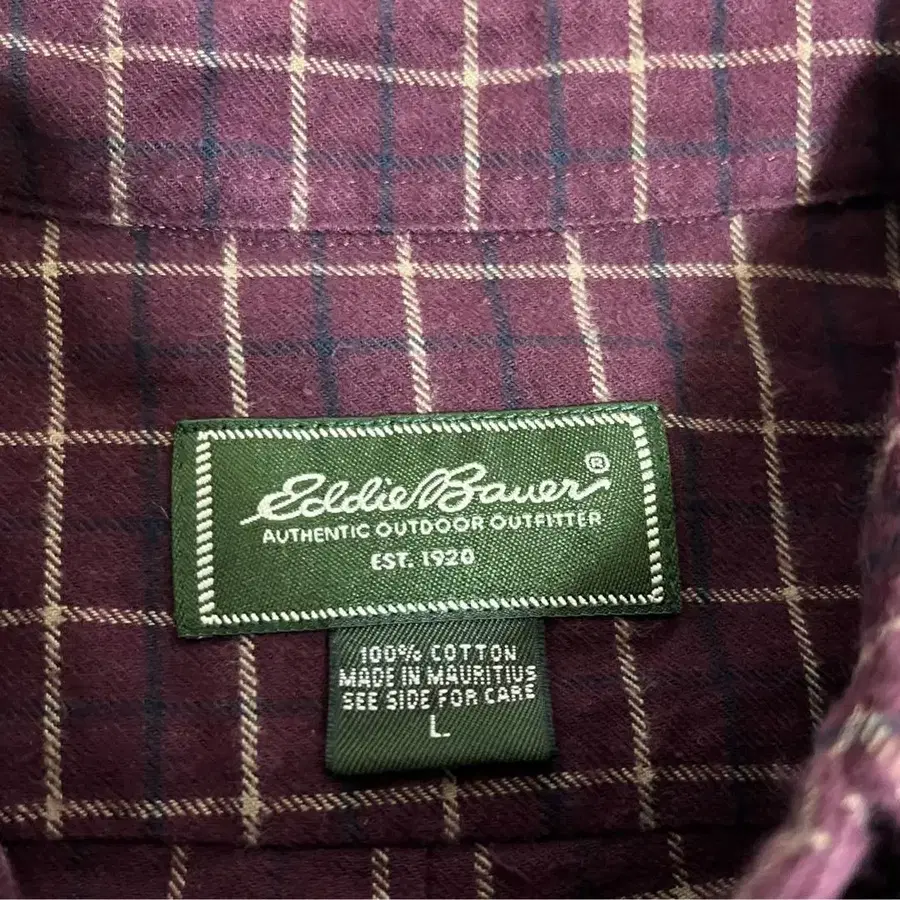 Eddie Bauer®
AUTHENTIC OUTDOOR OUTFITTER
EST. 1920
100% COTTON
MADE IN MAURITIUS
SEE SIDE FOR CARE
L